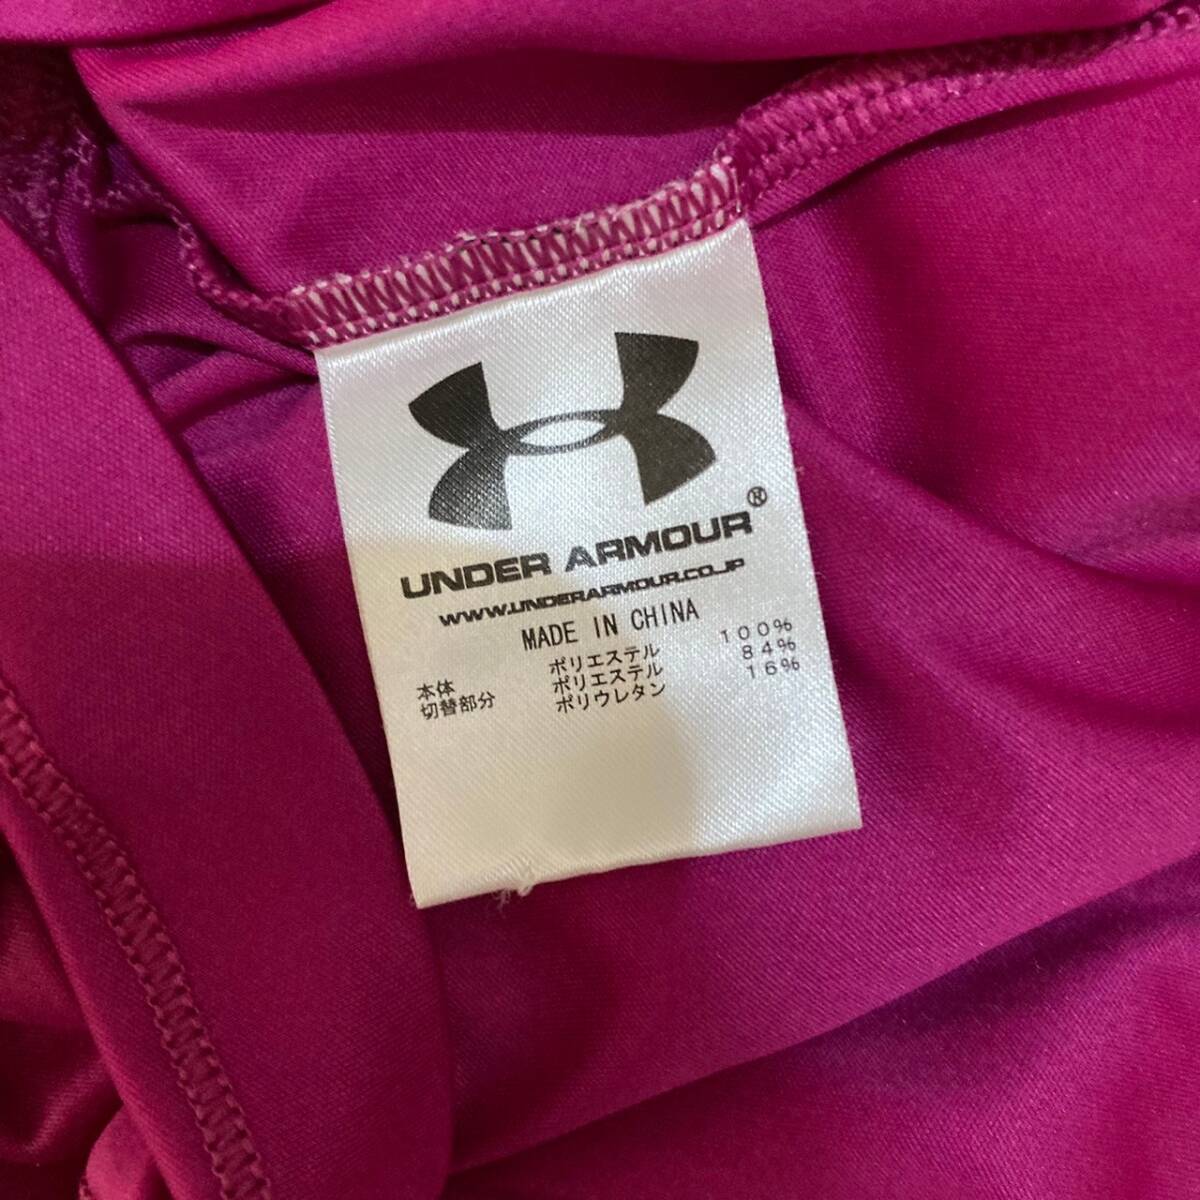 UNDER ARMOUR®
WWW.UNDERARMOUR.CO.JP
MADE IN CHINA
本体 ポリエステル 100%
切替部分 ポリエステル 84%
ポリウレタン 16%